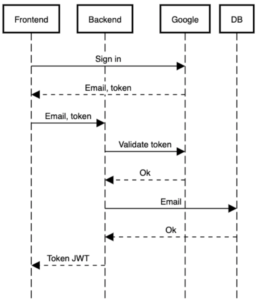 Frontend Backend Google DB
Sign in
Email, token
Email, token
Validate token
Ok
Email
Ok
Token JWT